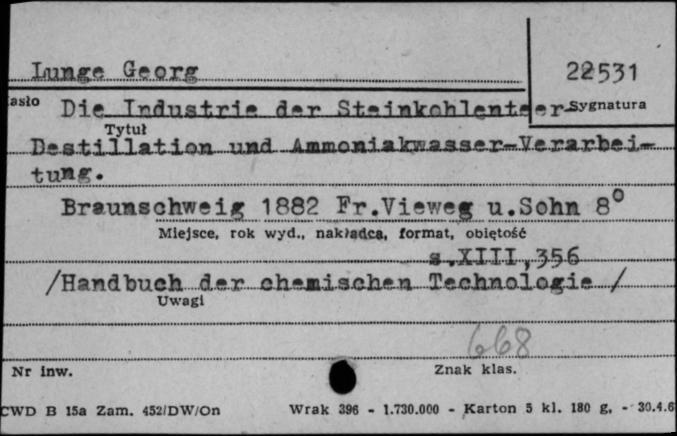 Lunge Georg
22531
asło Die Industrie der Steinkohlenteer- Sygnatura
Tytuł
Destillation und Ammoniakwasser-Verarbei-
tung.
Braunschweig 1882 Fr.Vieweg u.Sohn 8°
Miejsce, rok wyd., nakładca, format, objętość
s.XIII,356
/Handbuch der chemischen Technologie /
Uwagi
668
Nr inw.
Znak klas.
CWD B 15a Zam. 452/DW/On Wrak 396 - 1.730.000 - Karton 5 kl. 180 g. - 30.4.6